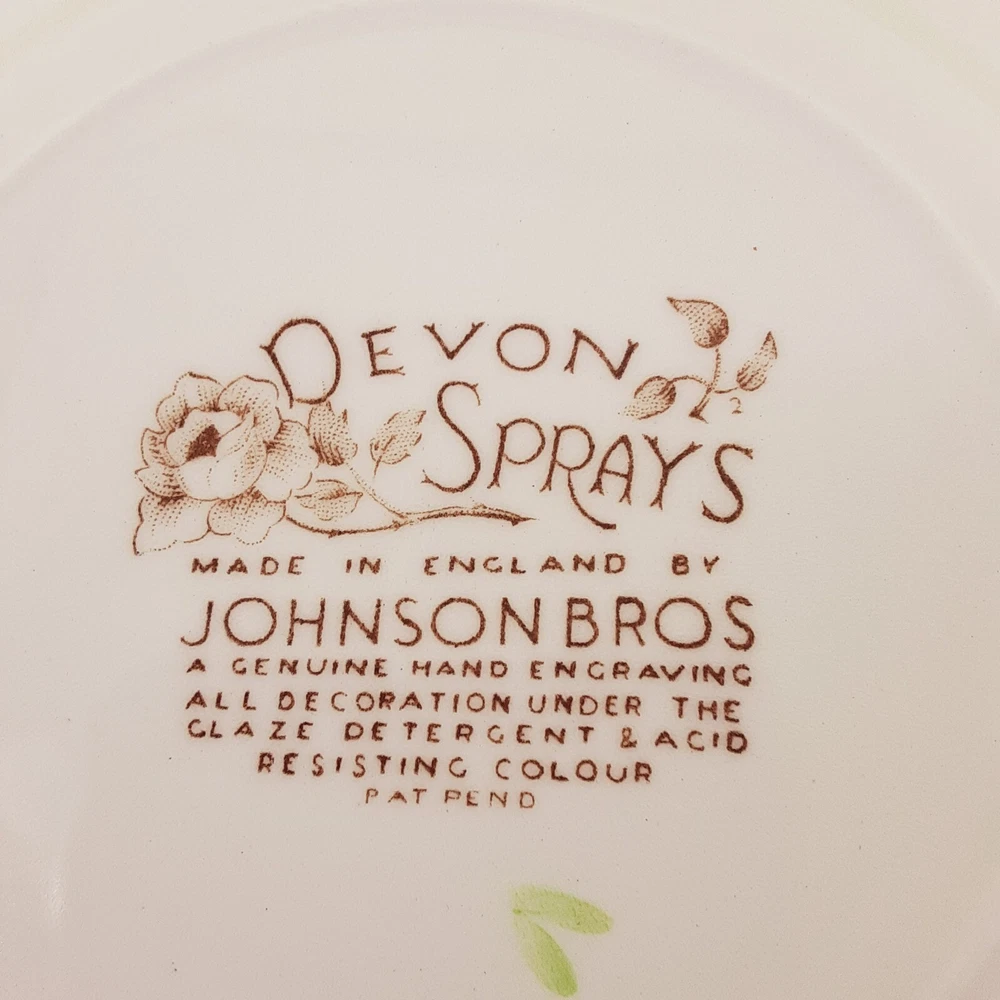 DEVON
2
SPRAYS
MADE IN ENGLAND BY
JOHNSON BROS
A GENUINE HAND ENGRAVING
ALL DECORATION UNDER THE
GLAZE DETERGENT & ACID
RESISTING COLOUR
PAT PEND